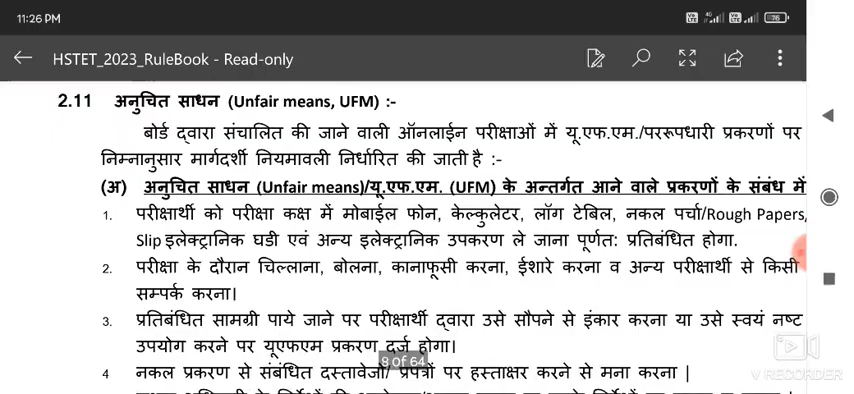 11:26 PM
76
HSTET_2023_RuleBook - Read-only
2.11 अनुचित साधन (Unfair means, UFM) :-
बोर्ड द्वारा संचालित की जाने वाली ऑनलाईन परीक्षाओं में यू.एफ.एम./पररूपधारी प्रकरणों पर
निम्नानुसार मार्गदर्शी नियमावली निर्धारित की जाती है :-
(अ) अनुचित साधन (Unfair means)/यू.एफ.एम. (UFM) के अन्तर्गत आने वाले प्रकरणों के संबंध में
1. परीक्षार्थी को परीक्षा कक्ष में मोबाईल फोन, केल्कुलेटर, लॉग टेबिल, नकल पर्चा/Rough Papers,
Slip इलेक्ट्रानिक घडी एवं अन्य इलेक्ट्रानिक उपकरण ले जाना पूर्णत: प्रतिबंधित होगा.
2. परीक्षा के दौरान चिल्लाना, बोलना, कानाफूसी करना, ईशारे करना व अन्य परीक्षार्थी से किसी
सम्पर्क करना।
3. प्रतिबंधित सामग्री पाये जाने पर परीक्षार्थी द्वारा उसे सौपने से इंकार करना या उसे स्वयं नष्ट
उपयोग करने पर यूएफएम प्रकरण दर्ज होगा।
8 of 64
4 नकल प्रकरण से संबंधित दस्तावेजो/ प्रपत्रों पर हस्ताक्षर करने से मना करना |
V RECORDER